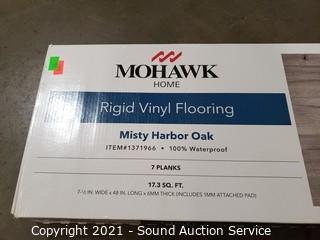 MOHAWK
HOME
Rigid Vinyl Flooring
Misty Harbor Oak
ITEM#1371966 • 100% Waterproof
7 PLANKS
17.3 SQ. FT.
7-½ IN. WIDE x 48 IN. LONG x 6MM THICK (INCLUDES 1MM ATTACHED PAD)
Copyright 2021 - Sound Auction Service